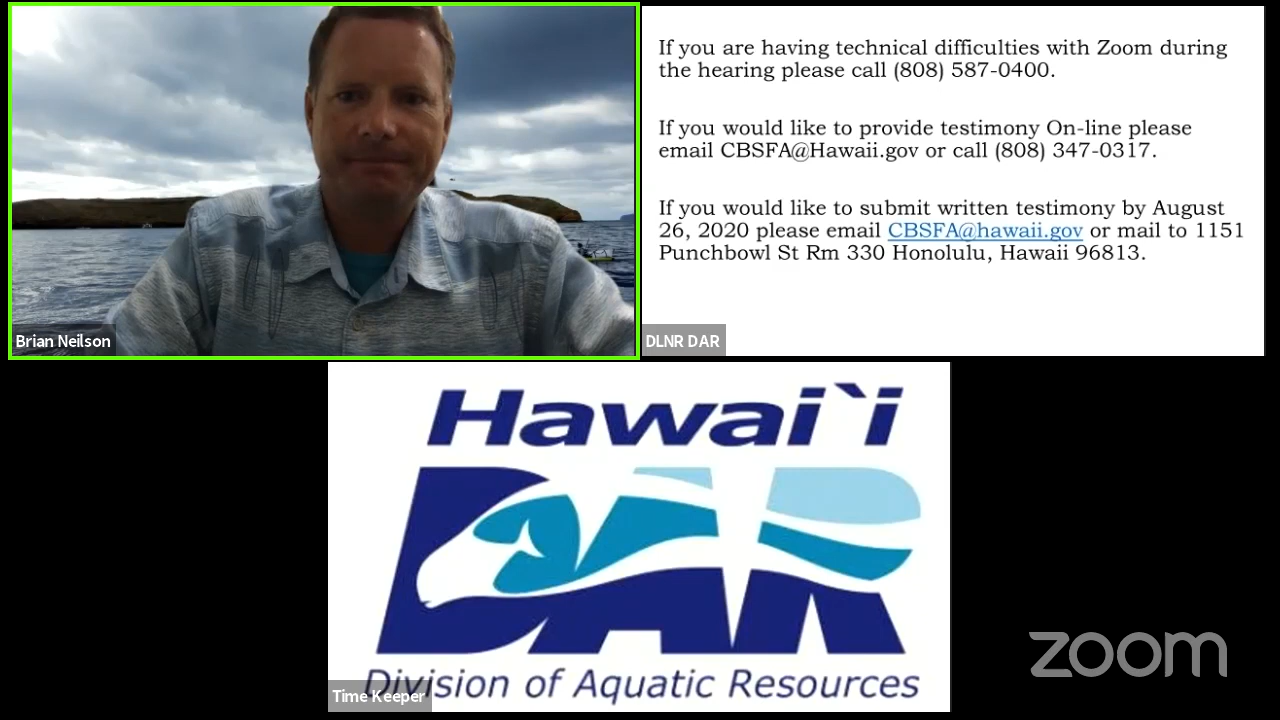 If you are having technical difficulties with Zoom during
the hearing please call (808) 587-0400.
If you would like to provide testimony On-line please
email CBSFA@Hawaii.gov or call (808) 347-0317.
If you would like to submit written testimony by August
26, 2020 please email CBSFA@hawaii.gov or mail to 1151
Punchbowl St Rm 330 Honolulu, Hawaii 96813.
Brian Neilson
DLNR DAR
Hawai`i
DAR
Division of Aquatic Resources
Time Keeper
zoom